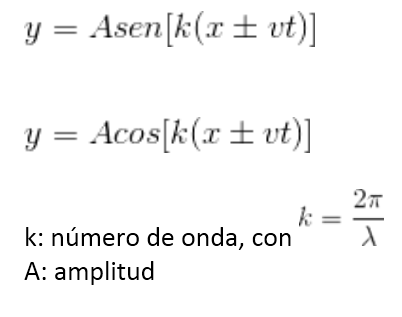 y = Asen[k(x ± vt)]
y = Acos[k(x ± vt)]
k: número de onda, con k = 2π/λ
A: amplitud